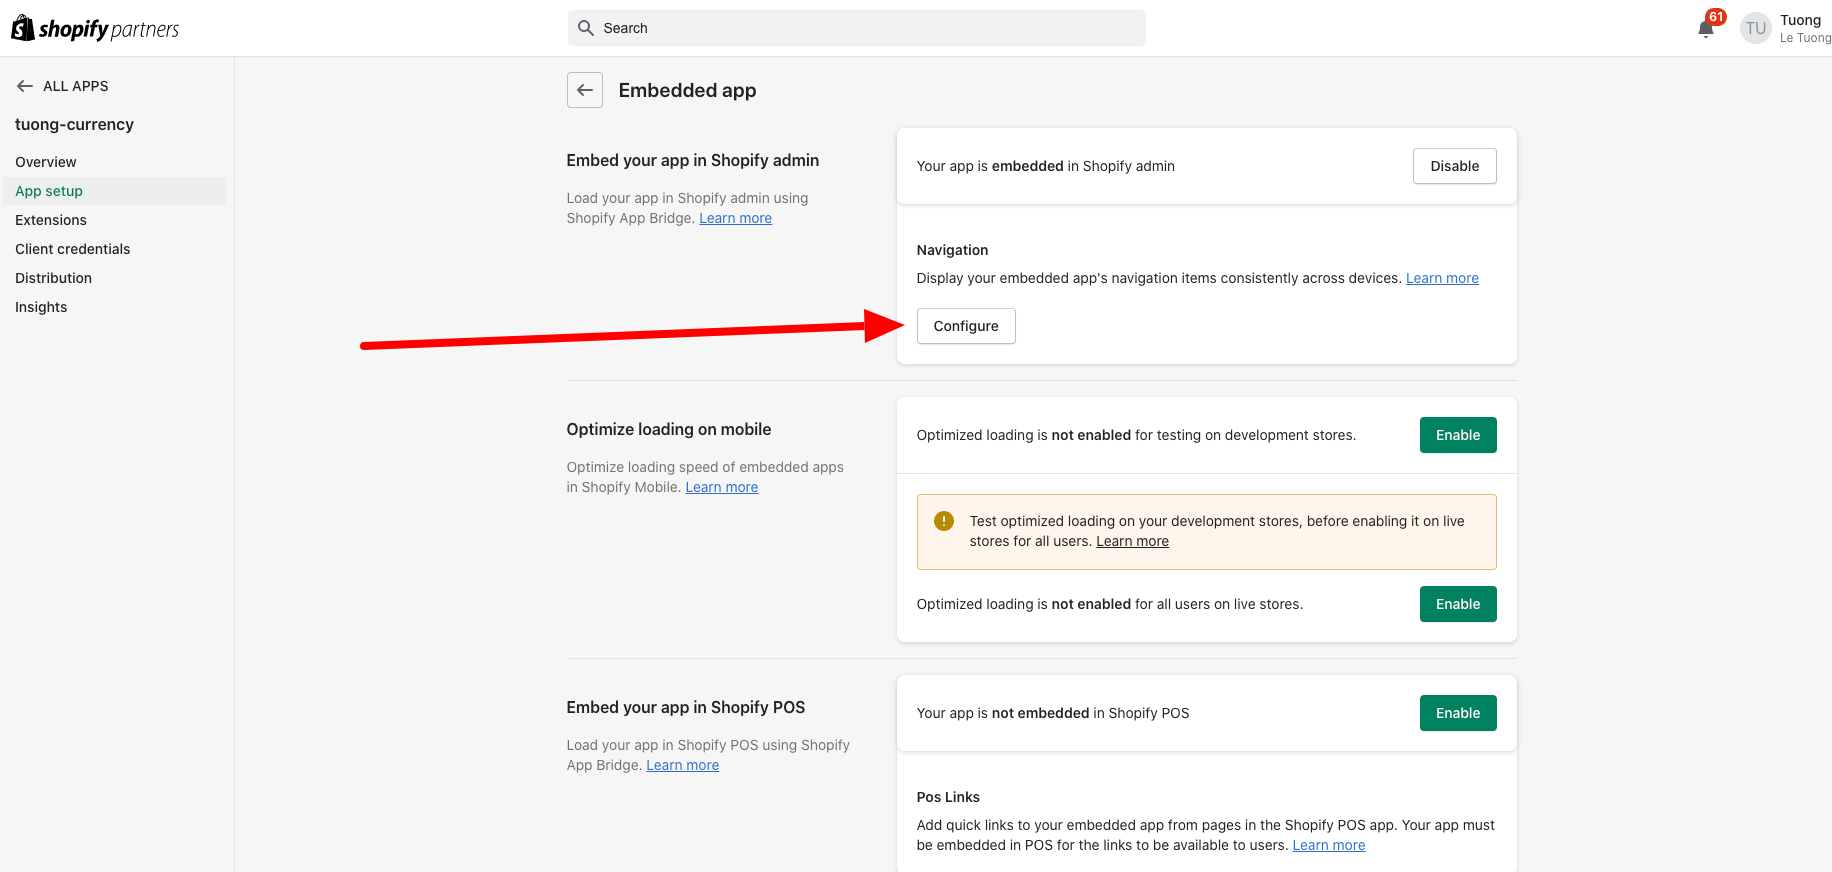 shopify partners
Search
61
TU
Tuong
Le Tuong
ALL APPS
tuong-currency
Overview
App setup
Extensions
Client credentials
Distribution
Insights
Embedded app
Embed your app in Shopify admin
Load your app in Shopify admin using
Shopify App Bridge. Learn more
Your app is embedded in Shopify admin
Disable
Navigation
Display your embedded app's navigation items consistently across devices. Learn more
Configure
Optimize loading on mobile
Optimize loading speed of embedded apps
in Shopify Mobile. Learn more
Optimized loading is not enabled for testing on development stores.
Enable
Test optimized loading on your development stores, before enabling it on live
stores for all users. Learn more
Optimized loading is not enabled for all users on live stores.
Enable
Embed your app in Shopify POS
Load your app in Shopify POS using Shopify
App Bridge. Learn more
Your app is not embedded in Shopify POS
Enable
Pos Links
Add quick links to your embedded app from pages in the Shopify POS app. Your app must
be embedded in POS for the links to be available to users. Learn more